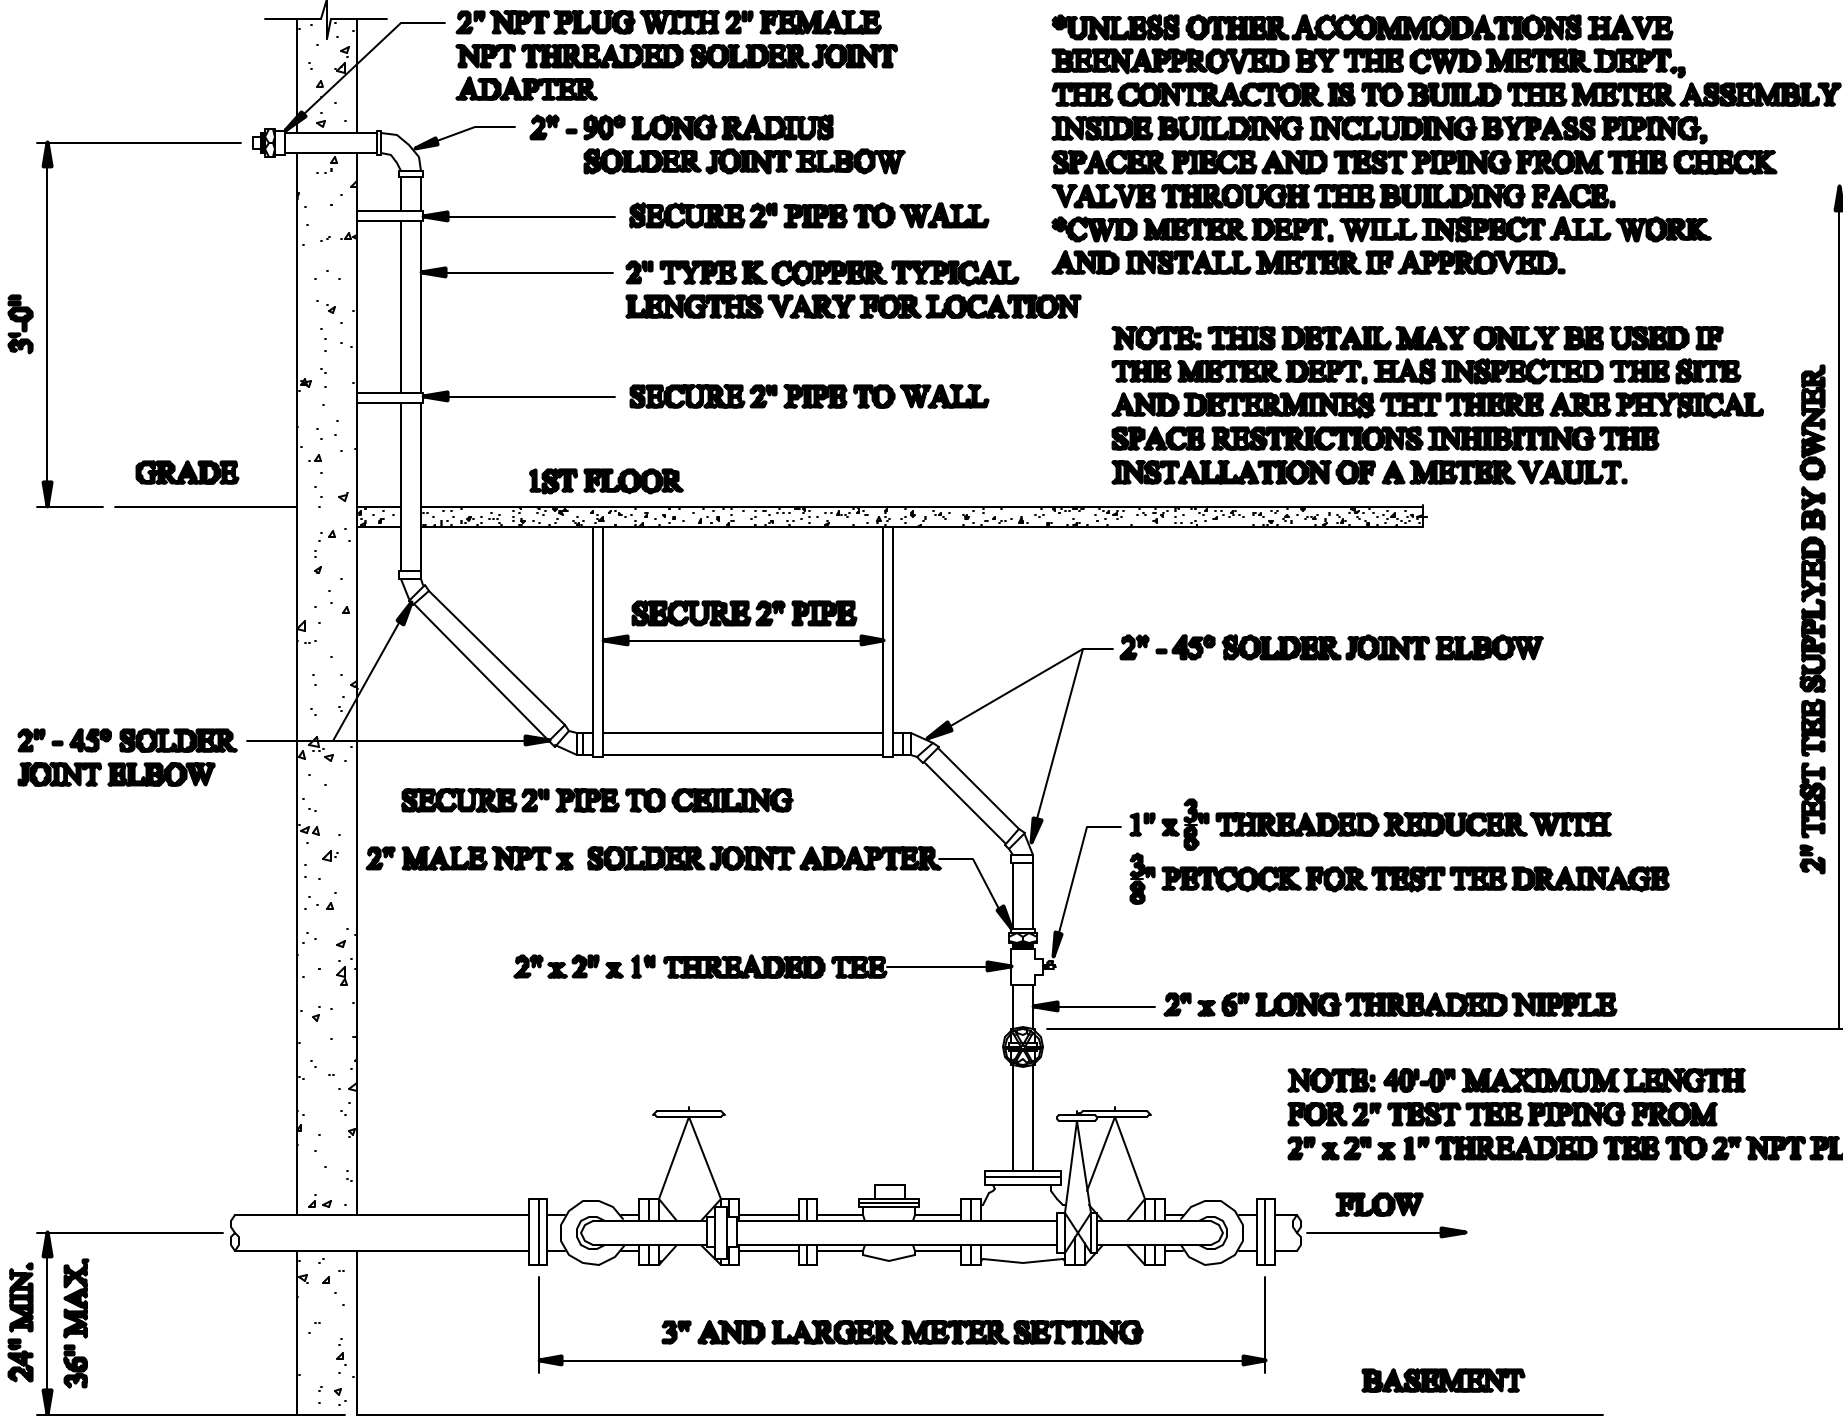 2" NPT PLUG WITH 2" FEMALE
NPT THREADED SOLDER JOINT
ADAPTER
2" - 90° LONG RADIUS
SOLDER JOINT ELBOW
SECURE 2" PIPE TO WALL
2" TYPE K COPPER TYPICAL
LENGTHS VARY FOR LOCATION
SECURE 2" PIPE TO WALL
*UNLESS OTHER ACCOMMODATIONS HAVE
BEENAPPROVED BY THE CWD METER DEPT.,
THE CONTRACTOR IS TO BUILD THE METER ASSEMBLY
INSIDE BUILDING INCLUDING BYPASS PIPING,
SPACER PIECE AND TEST PIPING FROM THE CHECK
VALVE THROUGH THE BUILDING FACE.
*CWD METER DEPT. WILL INSPECT ALL WORK
AND INSTALL METER IF APPROVED.
NOTE: THIS DETAIL MAY ONLY BE USED IF
THE METER DEPT. HAS INSPECTED THE SITE
AND DETERMINES THT THERE ARE PHYSICAL
SPACE RESTRICTIONS INHIBITING THE
INSTALLATION OF A METER VAULT.
3'-0"
GRADE
1ST FLOOR
2" TEST TEE SUPPLYED BY OWNER
SECURE 2" PIPE
2" - 45° SOLDER JOINT ELBOW
2" - 45° SOLDER
JOINT ELBOW
SECURE 2" PIPE TO CEILING
2" MALE NPT x SOLDER JOINT ADAPTER
1" x 3/8" THREADED REDUCER WITH
3/8" PETCOCK FOR TEST TEE DRAINAGE
2" x 2" x 1" THREADED TEE
2" x 6" LONG THREADED NIPPLE
NOTE: 40'-0" MAXIMUM LENGTH
FOR 2" TEST TEE PIPING FROM
2" x 2" x 1" THREADED TEE TO 2" NPT PL
FLOW
24" MIN.
36" MAX.
3" AND LARGER METER SETTING
BASEMENT